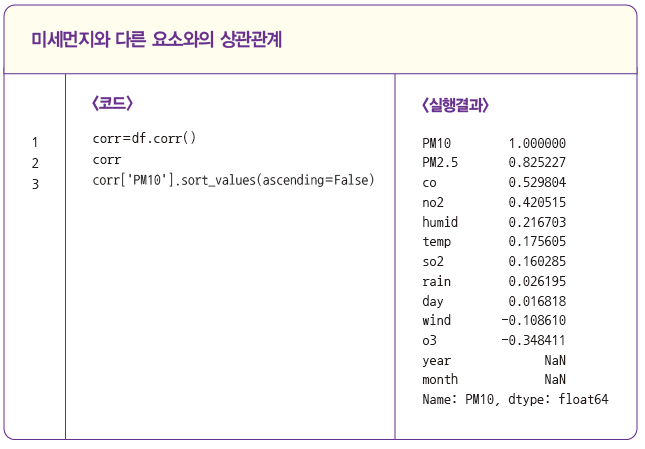 미세먼지와 다른 요소와의 상관관계
<코드>
1 corr=df.corr()
2 corr
3 corr['PM10'].sort_values(ascending=False)
<실행결과>
PM10 1.000000
PM2.5 0.825227
co 0.529804
no2 0.420515
humid 0.216703
temp 0.175605
so2 0.160285
rain 0.026195
day 0.016818
wind -0.108610
o3 -0.348411
year NaN
month NaN
Name: PM10, dtype: float64